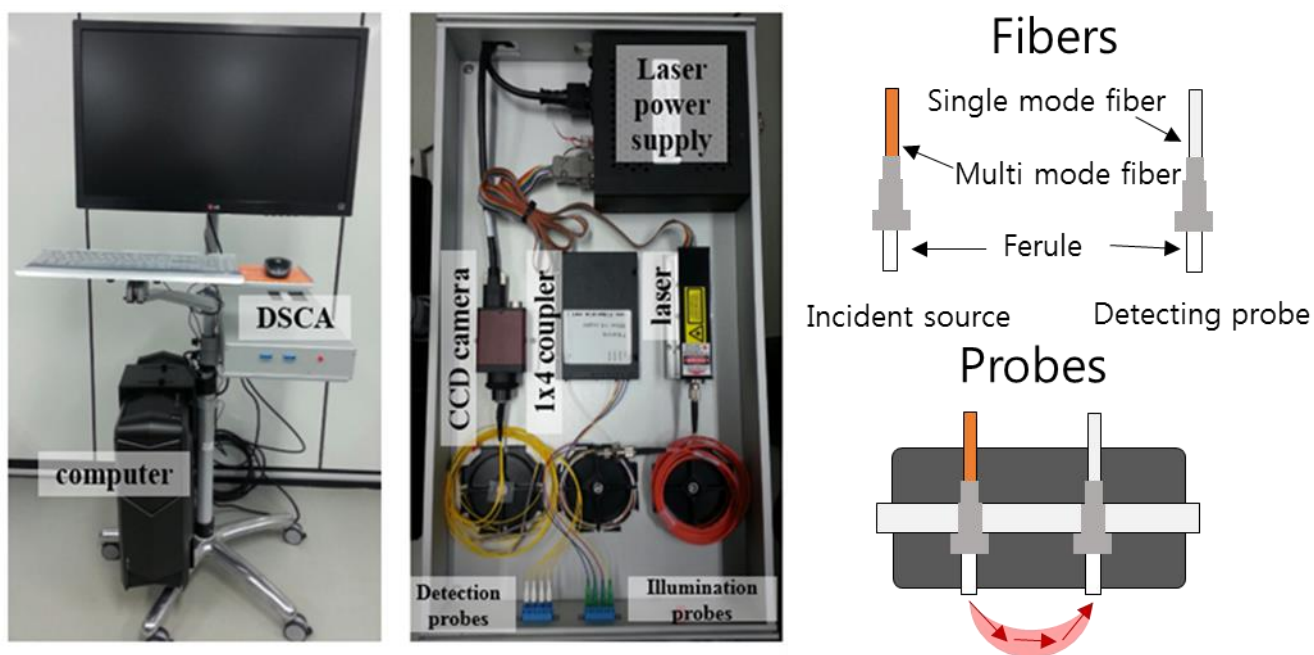 DSCA
computer
Laser
power
supply
CCD camera
1x4 coupler
laser
Detection
probes
Illumination
probes
Fibers
Single mode fiber
Multi mode fiber
Ferule
Incident source
Detecting probe
Probes